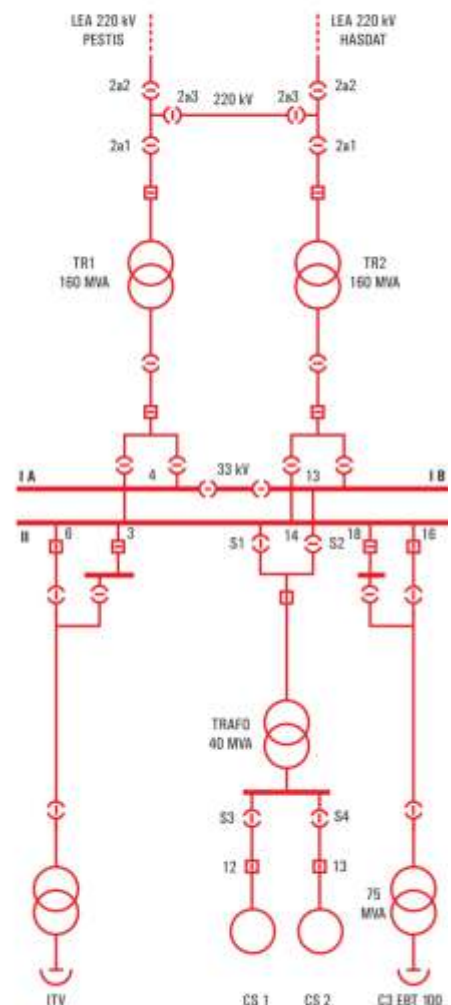 LEA 220 kV
PESTIS
LEA 220 kV
HASDAT
2a2
2a2
2a3
220 kV
2a3
2a1
2a1
TR1
160 MVA
TR2
160 MVA
I A
4
33 kV
13
I B
II
6
3
S1
14
S2
18
16
TRAFO
40 MVA
S3
S4
12
13
75
MVA
ITV
CS 1
CS 2
C3 EBT 100